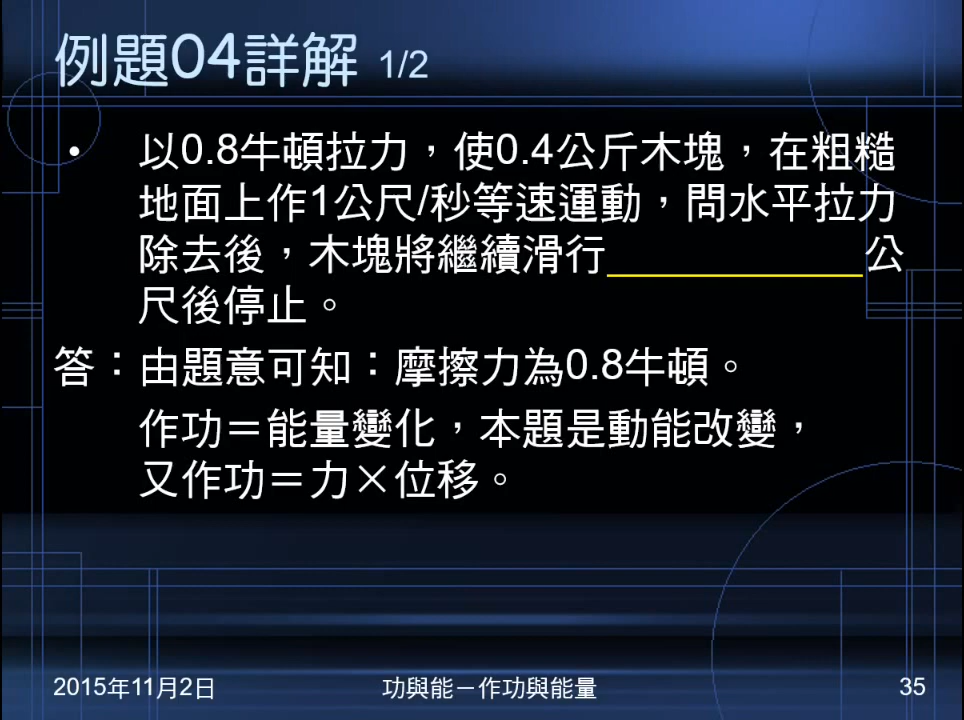 例題04詳解 1/2
• 以0.8牛頓拉力，使0.4公斤木塊，在粗糙
地面上作1公尺/秒等速運動，問水平拉力
除去後，木塊將繼續滑行____________公
尺後停止。
答：由題意可知：摩擦力為0.8牛頓。
作功＝能量變化，本題是動能改變，
又作功＝力×位移。
2015年11月2日 功與能－作功與能量 35